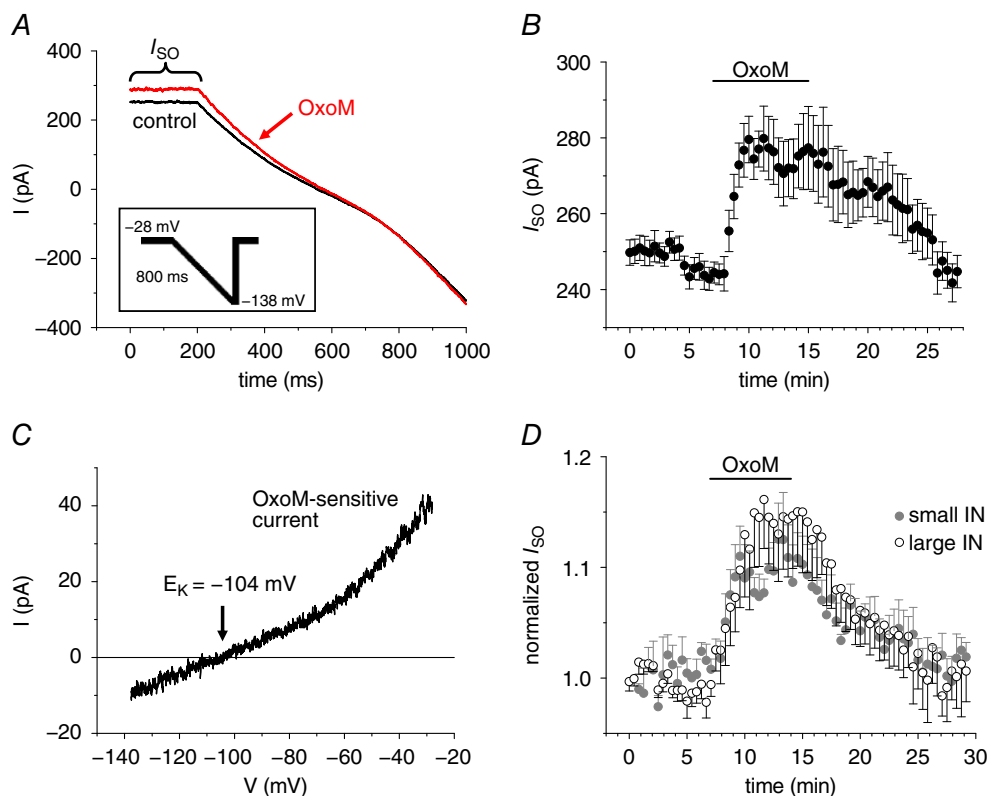 A
400
200
0
−200
−400
I (pA)
I_SO
OxoM
control
−28 mV
800 ms
−138 mV
0 200 400 600 800 1000
time (ms)
B
300
280
260
240
I_SO (pA)
OxoM
0 5 10 15 20 25
time (min)
C
40
20
0
−20
I (pA)
OxoM-sensitive
current
E_K = −104 mV
−140 −120 −100 −80 −60 −40 −20
V (mV)
D
1.2
1.1
1.0
normalized I_SO
OxoM
small IN
large IN
0 5 10 15 20 25 30
time (min)